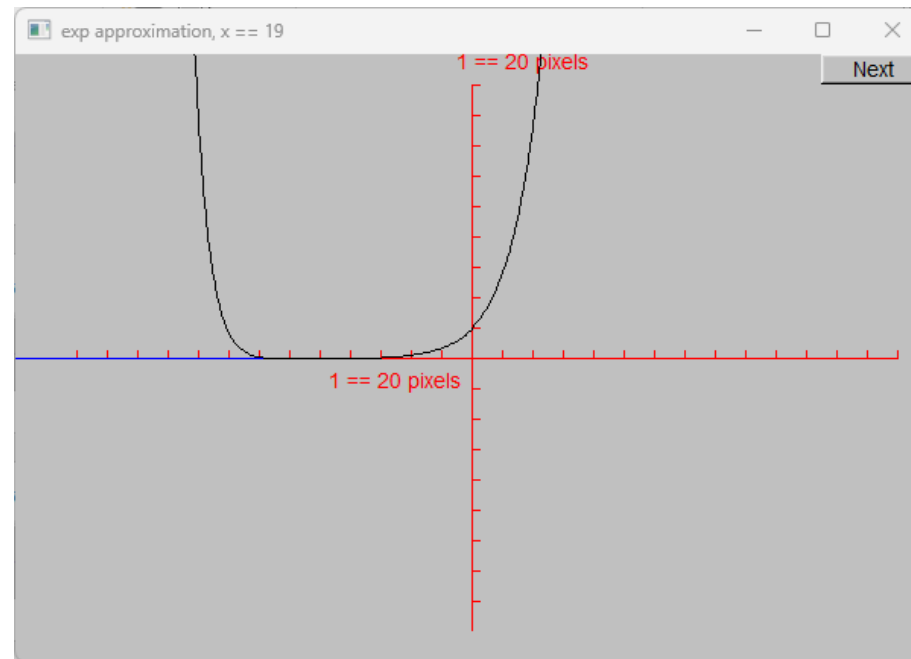 exp approximation, x == 19
1 == 20 pixels
Next
1 == 20 pixels